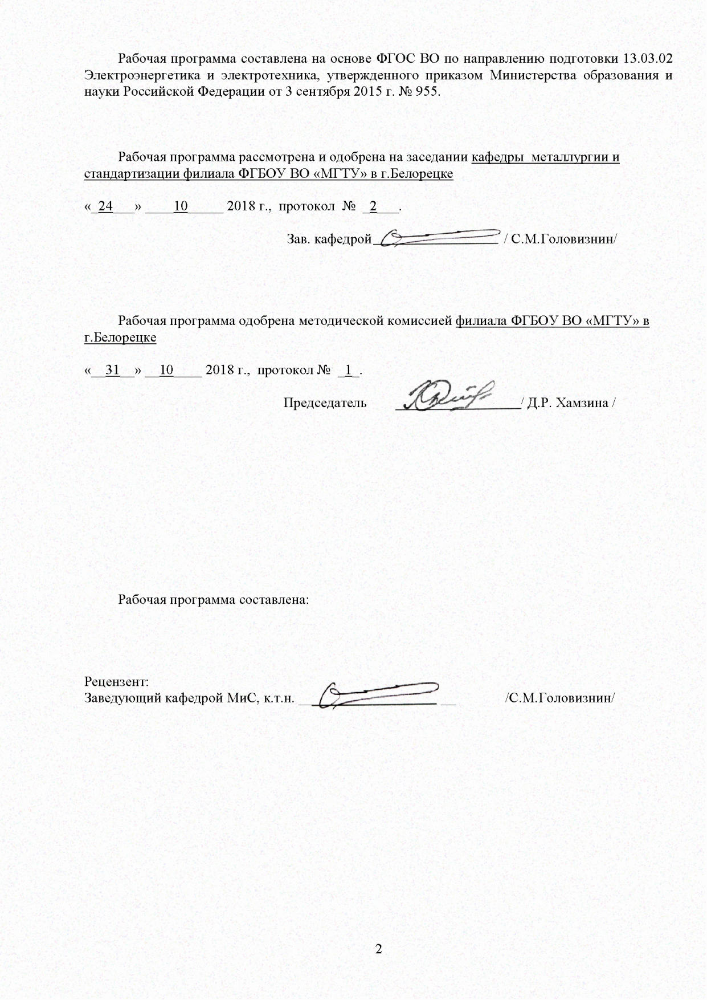 Рабочая программа составлена на основе ФГОС ВО по направлению подготовки 13.03.02
Электроэнергетика и электротехника, утвержденного приказом Министерства образования и
науки Российской Федерации от 3 сентября 2015 г. № 955.
Рабочая программа рассмотрена и одобрена на заседании кафедры металлургии и
стандартизации филиала ФГБОУ ВО «МГТУ» в г.Белорецке
«_24___» ____10_____ 2018 г., протокол № _2___.
Зав. кафедрой__________________ / С.М.Головизнин/
Рабочая программа одобрена методической комиссией филиала ФГБОУ ВО «МГТУ» в
г.Белорецке
«__31__» __10____ 2018 г., протокол № _1_.
Председатель __________________/ Д.Р. Хамзина /
Рабочая программа составлена:
Рецензент:
Заведующий кафедрой МиС, к.т.н. ____________________ __ /С.М.Головизнин/
2